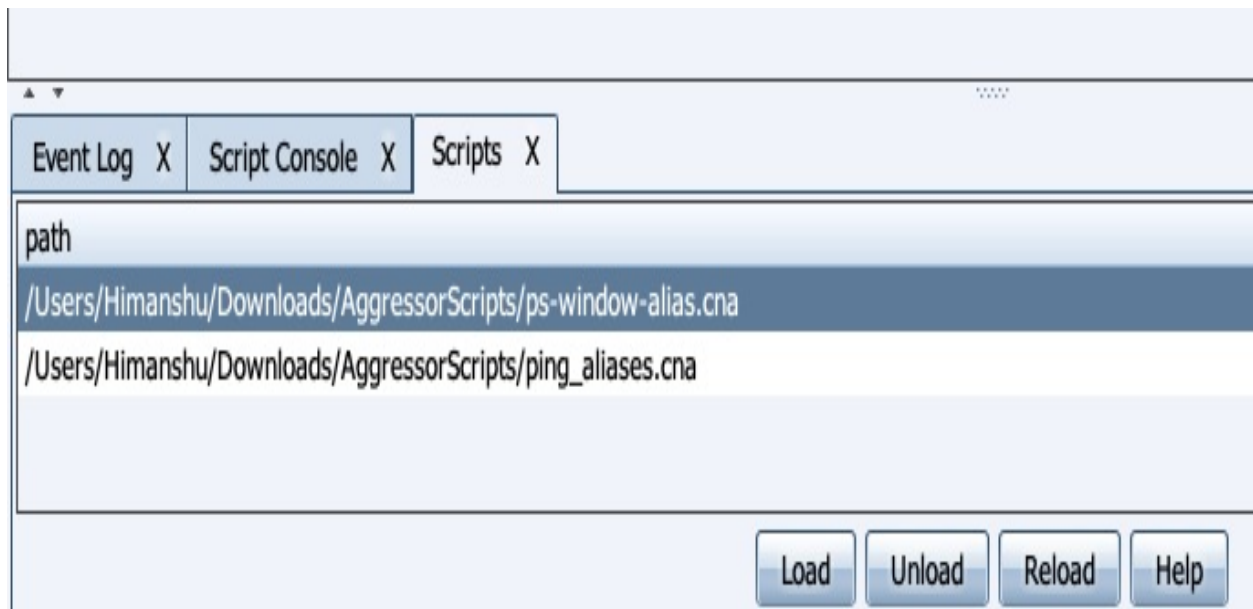 Event Log X Script Console X Scripts X
path
/Users/Himanshu/Downloads/AggressorScripts/ps-window-alias.cna
/Users/Himanshu/Downloads/AggressorScripts/ping_aliases.cna
Load Unload Reload Help